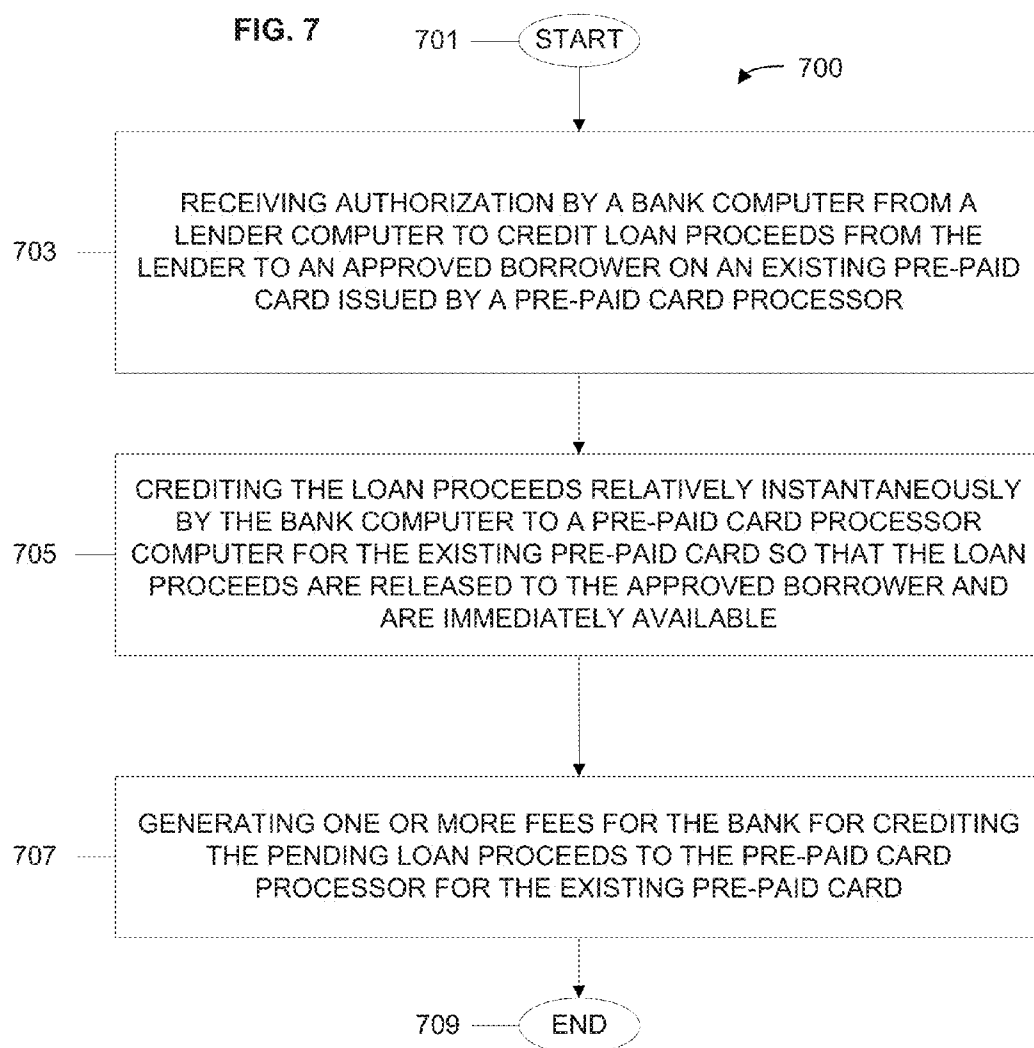 FIG. 7
701
START
700
703
RECEIVING AUTHORIZATION BY A BANK COMPUTER FROM A
LENDER COMPUTER TO CREDIT LOAN PROCEEDS FROM THE
LENDER TO AN APPROVED BORROWER ON AN EXISTING PRE-PAID
CARD ISSUED BY A PRE-PAID CARD PROCESSOR
705
CREDITING THE LOAN PROCEEDS RELATIVELY INSTANTANEOUSLY
BY THE BANK COMPUTER TO A PRE-PAID CARD PROCESSOR
COMPUTER FOR THE EXISTING PRE-PAID CARD SO THAT THE LOAN
PROCEEDS ARE RELEASED TO THE APPROVED BORROWER AND
ARE IMMEDIATELY AVAILABLE
707
GENERATING ONE OR MORE FEES FOR THE BANK FOR CREDITING
THE PENDING LOAN PROCEEDS TO THE PRE-PAID CARD
PROCESSOR FOR THE EXISTING PRE-PAID CARD
709
END